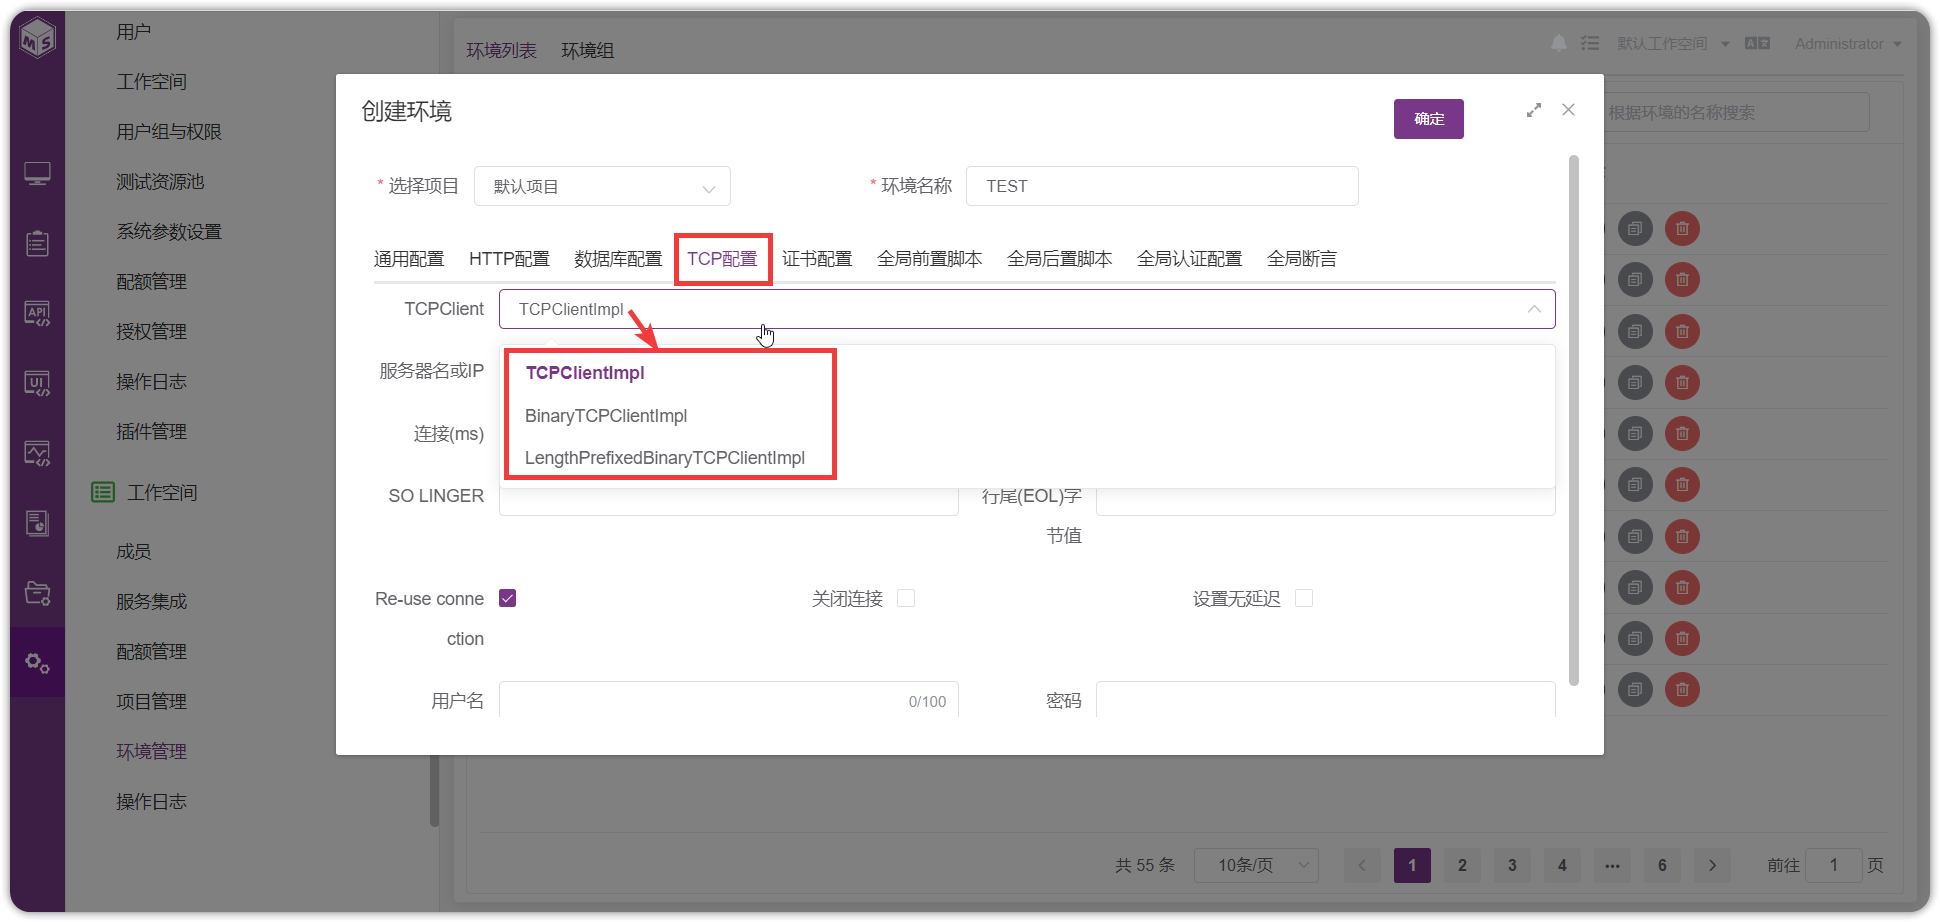 MS
API
UI
用户
工作空间
用户组与权限
测试资源池
系统参数设置
配额管理
授权管理
操作日志
插件管理
工作空间
成员
服务集成
配额管理
项目管理
环境管理
操作日志
环境列表 环境组
默认工作空间 Administrator
根据环境的名称搜索
创建环境
确定
* 选择项目 默认项目 * 环境名称 TEST
通用配置 HTTP配置 数据库配置 TCP配置 证书配置 全局前置脚本 全局后置脚本 全局认证配置 全局断言
TCPClient TCPClientImpl
服务器名或IP
TCPClientImpl
BinaryTCPClientImpl
LengthPrefixedBinaryTCPClientImpl
连接(ms)
SO LINGER 行尾(EOL)字
节值
Re-use conne 关闭连接 设置无延迟
ction
用户名 0/100 密码
共 55 条 10条/页 < 1 2 3 4 ••• 6 > 前往 1 页